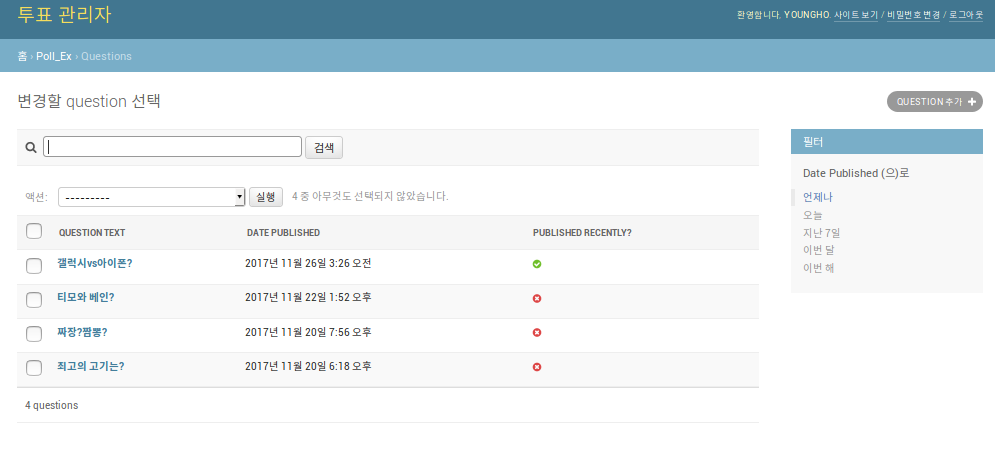 투표 관리자
환영합니다, YOUNGHO. 사이트 보기 / 비밀번호 변경 / 로그아웃
홈 › Poll_Ex › Questions
변경할 question 선택
QUESTION 추가 +
검색
액션: --------- 실행 4 중 아무것도 선택되지 않았습니다.
QUESTION TEXT DATE PUBLISHED PUBLISHED RECENTLY?
갤럭시vs아이폰? 2017년 11월 26일 3:26 오전
티모와 베인? 2017년 11월 22일 1:52 오후
짜장?짬뽕? 2017년 11월 20일 7:56 오후
최고의 고기는? 2017년 11월 20일 6:18 오후
4 questions
필터
Date Published (으)로
언제나
오늘
지난 7일
이번 달
이번 해